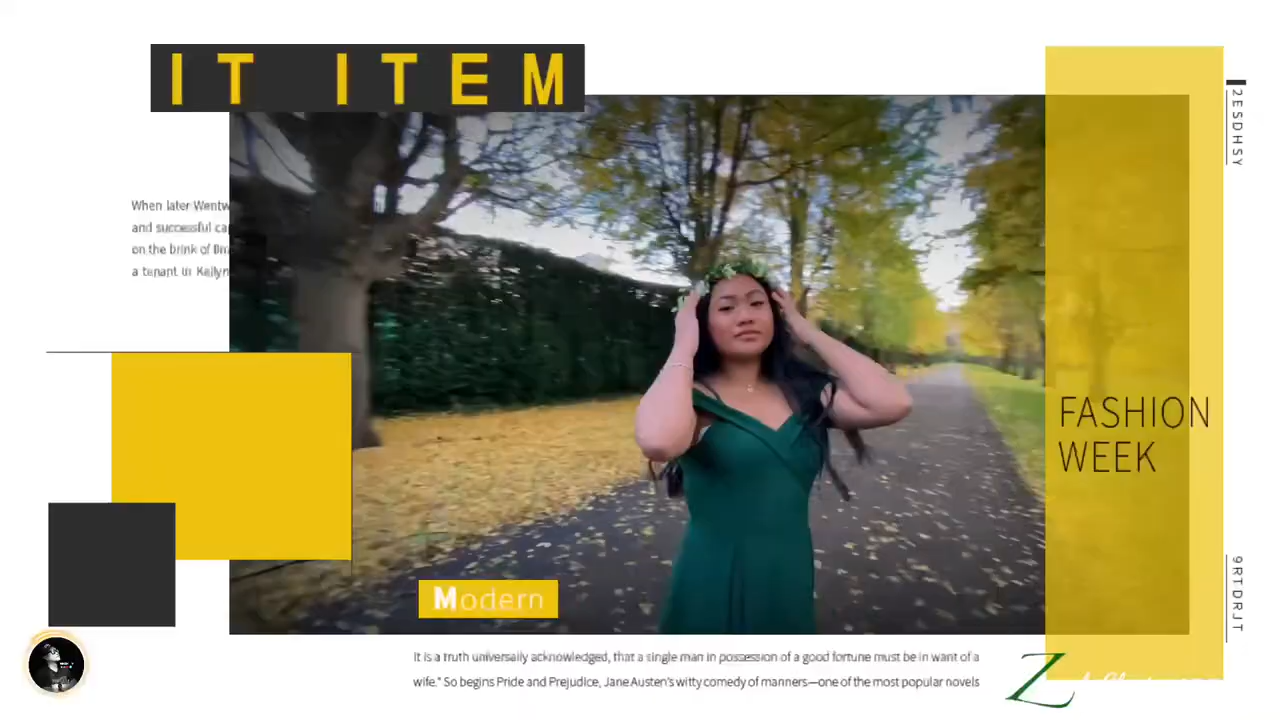 IT ITEM
2ESDHSY
When later Wentw
and successful ca
on the brink of
a tenant in Kellyn
FASHION
WEEK
9RTDRJT
Modern
It is a truth universally acknowledged, that a single man in possession of a good fortune must be in want of a
wife." So begins Pride and Prejudice, Jane Austen's witty comedy of manners—one of the most popular novels
Z